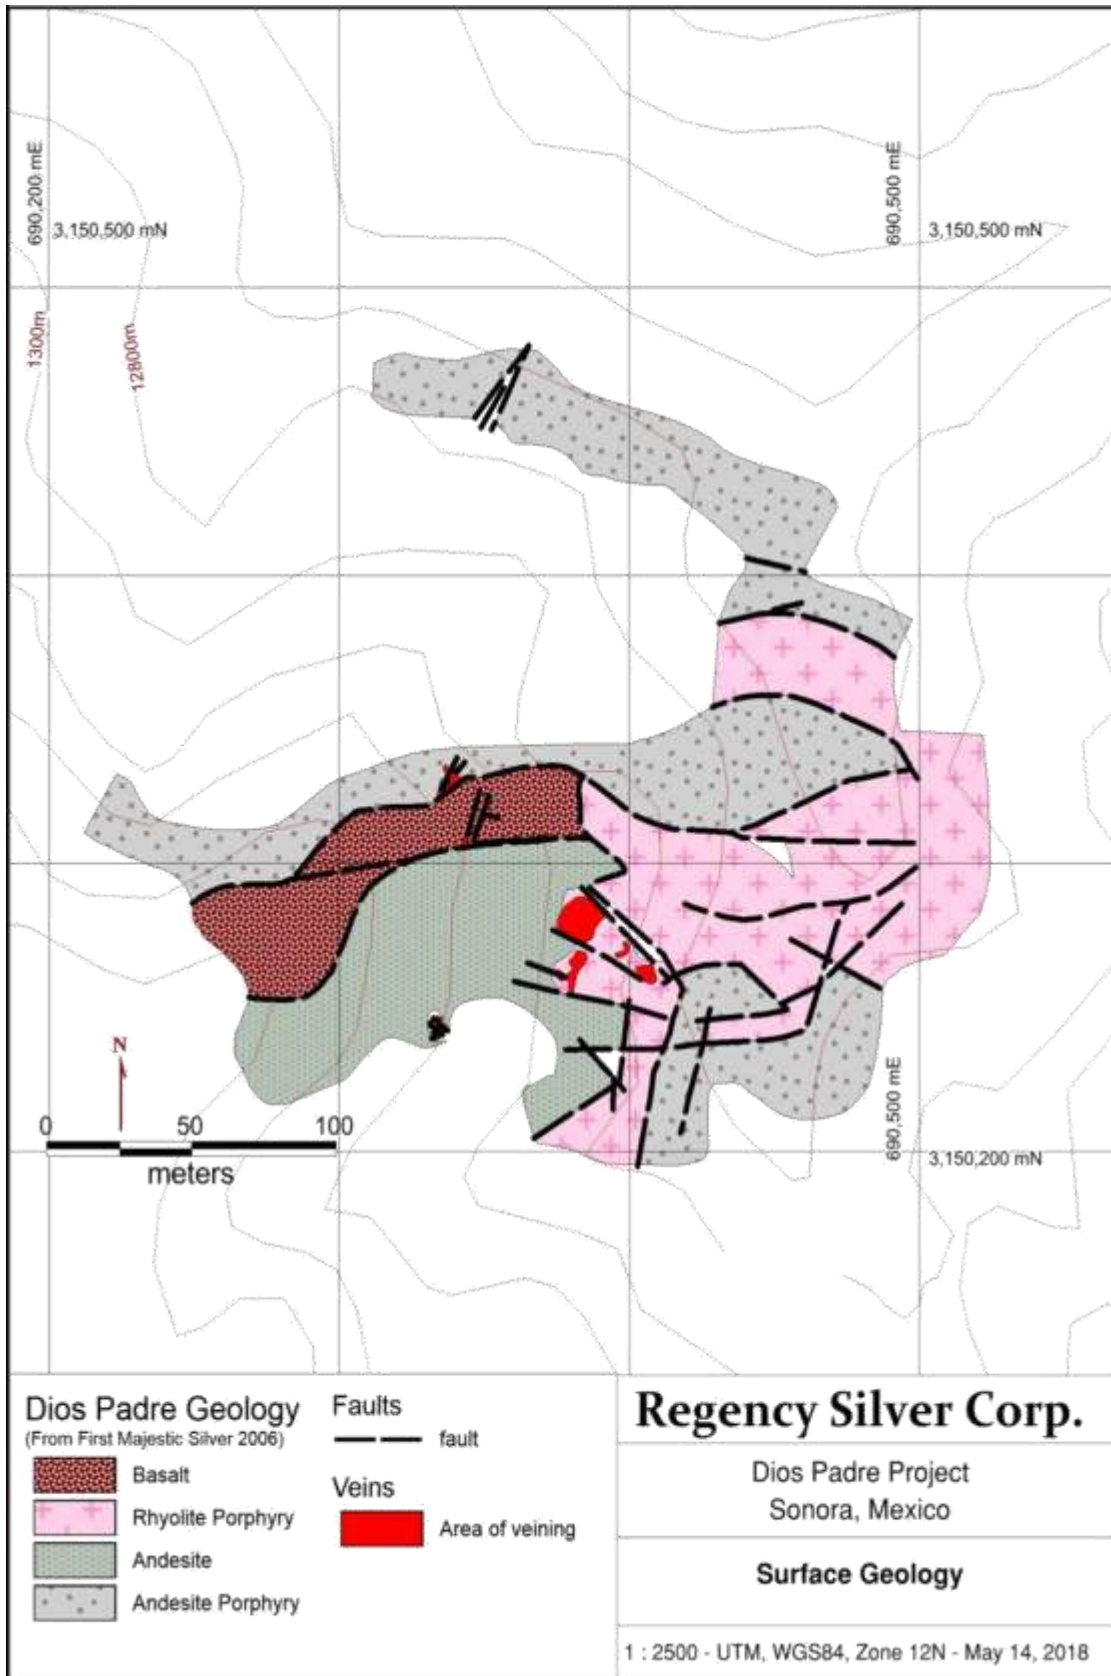 690,200 mE
3,150,500 mN
690,500 mE
3,150,500 mN
1300m
12800m
N
0 50 100
meters
690,500 mE
3,150,200 mN
Dios Padre Geology
(From First Majestic Silver 2006)
Basalt
Rhyolite Porphyry
Andesite
Andesite Porphyry
Faults
fault
Veins
Area of veining
Regency Silver Corp.
Dios Padre Project
Sonora, Mexico
Surface Geology
1 : 2500 - UTM, WGS84, Zone 12N - May 14, 2018